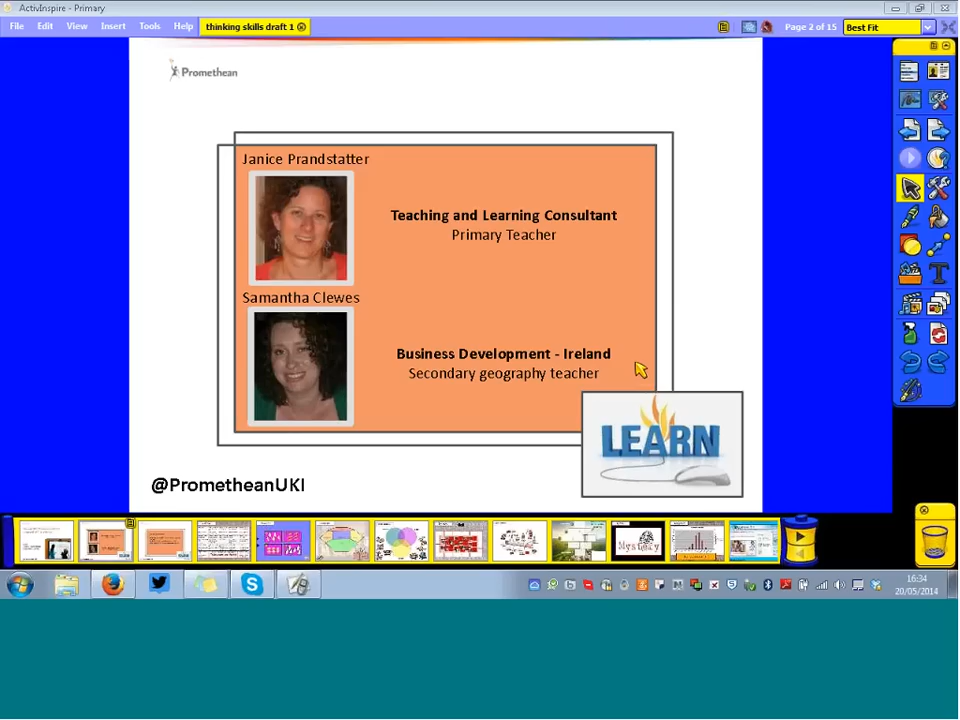 ActivInspire - Primary
File Edit View Insert Tools Help thinking skills draft 1 Page 2 of 15 Best Fit
Promethean
Janice Prandstatter
Teaching and Learning Consultant
Primary Teacher
Samantha Clewes
Business Development - Ireland
Secondary geography teacher
LEARN
@PrometheanUKI
Mystery
16:34
20/05/2014